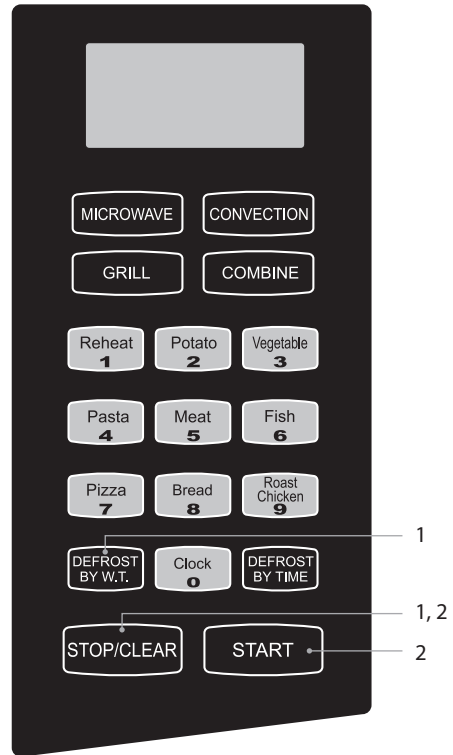 MICROWAVE CONVECTION
GRILL COMBINE
Reheat Potato Vegetable
1 2 3
Pasta Meat Fish
4 5 6
Pizza Bread Roast
Chicken
7 8 9
DEFROST
BY W.T.
Clock
0
DEFROST
BY TIME
1
STOP/CLEAR START
1, 2
2